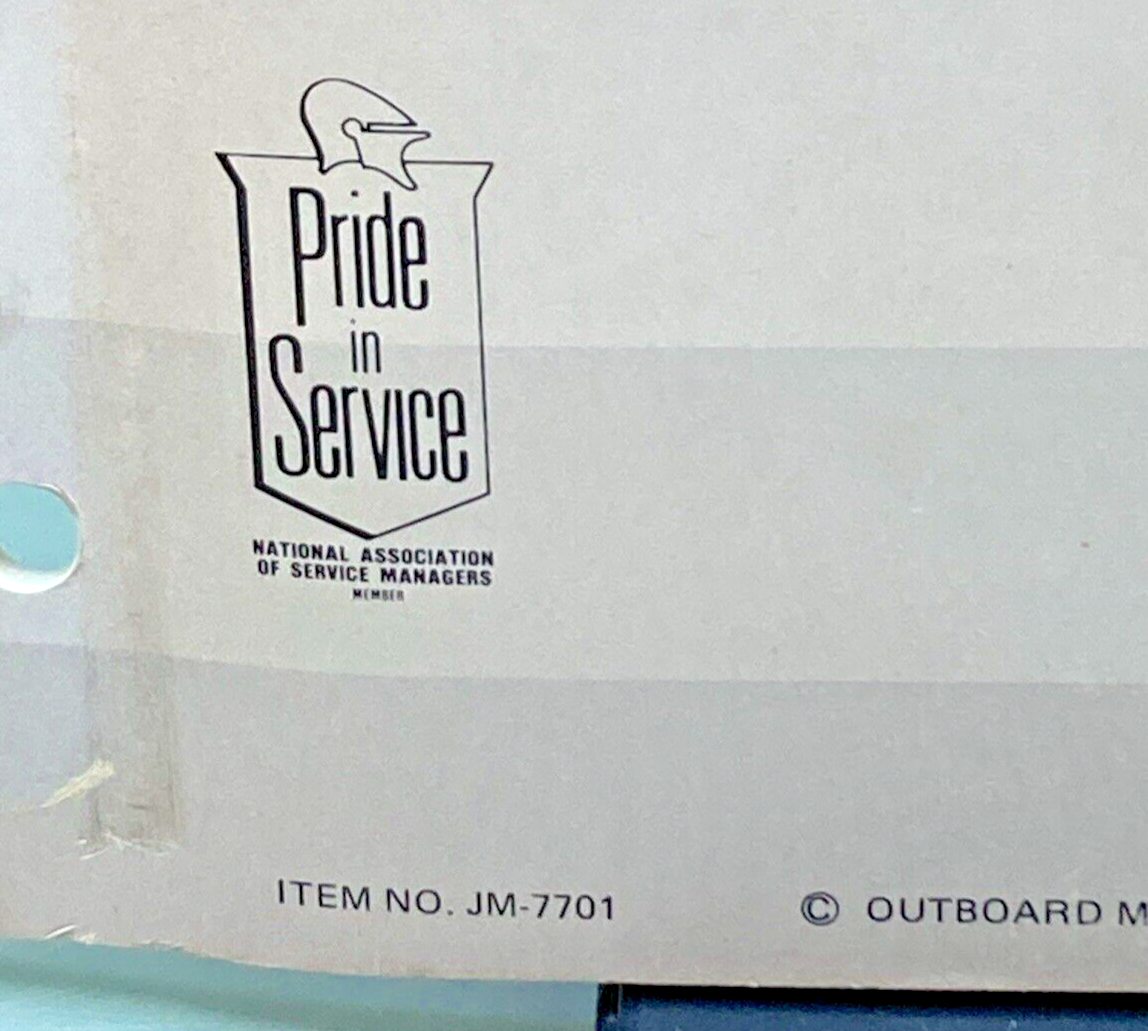 Pride
in
Service
NATIONAL ASSOCIATION
OF SERVICE MANAGERS
MEMBER
ITEM NO. JM-7701
© OUTBOARD M